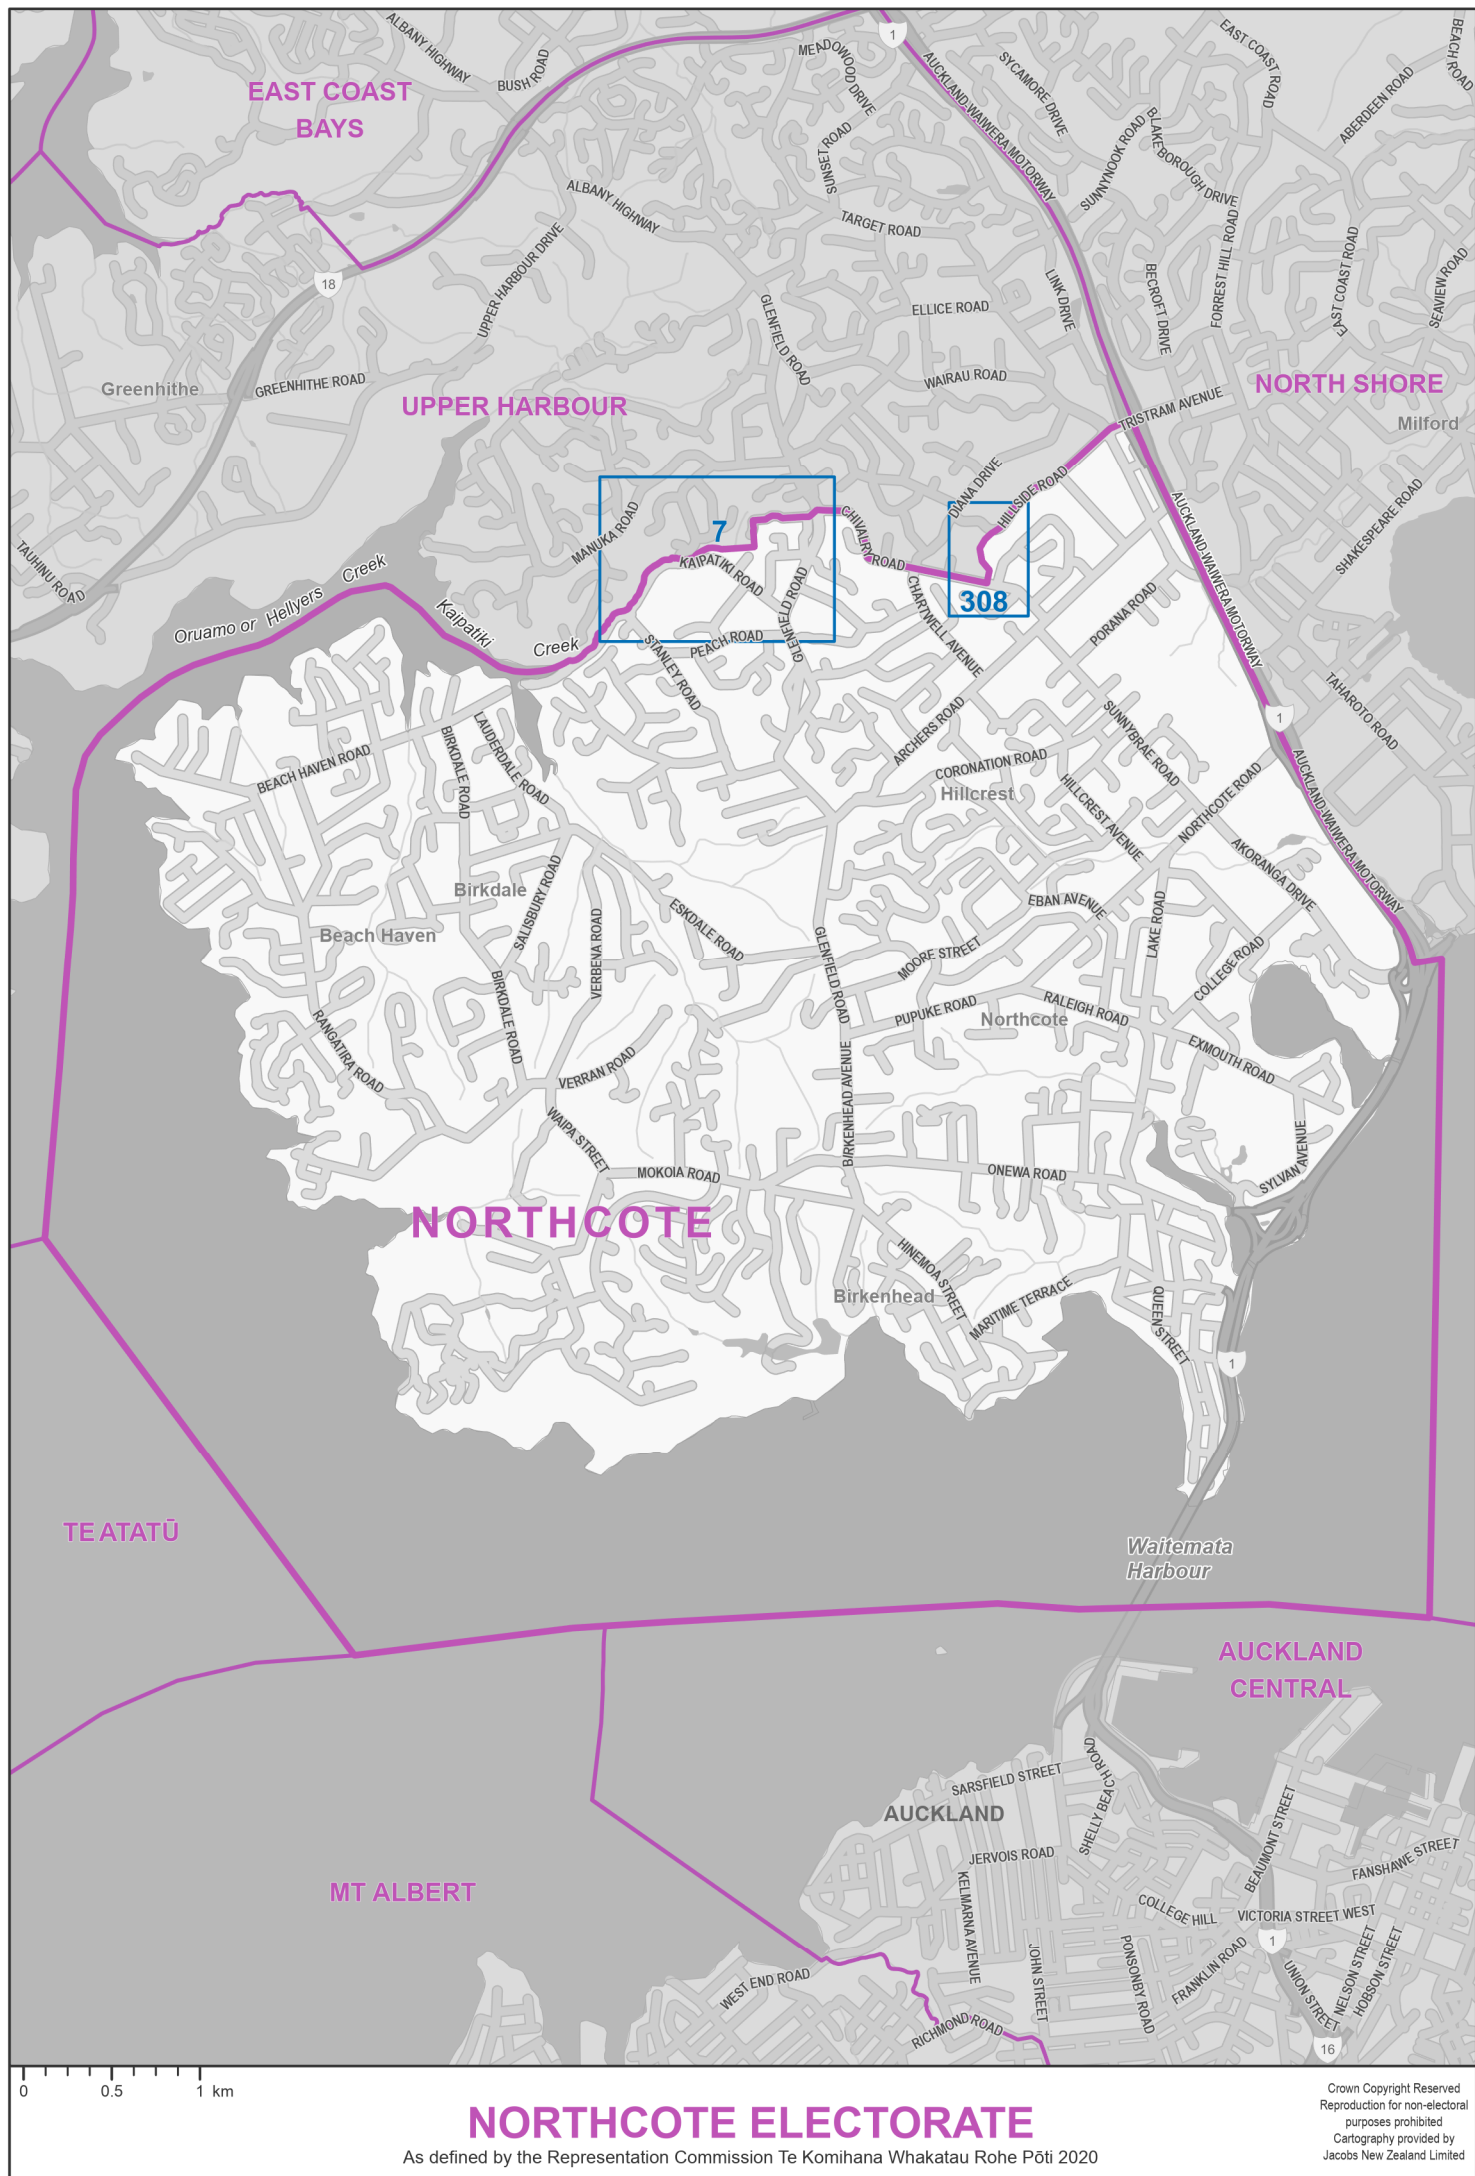 ALBANY HIGHWAY
BUSH ROAD
MEADOWOOD DRIVE
1
AUCKLAND-WAIWERA MOTORWAY
SYCAMORE DRIVE
EAST COAST ROAD
BEACH ROAD
ABERDEEN ROAD
EAST COAST
BAYS
SUNSET ROAD
SUNNYNOOK ROAD
BLAKEBOROUGH DRIVE
ALBANY HIGHWAY
TARGET ROAD
UPPER HARBOUR DRIVE
18
LINK DRIVE
BECROFT DRIVE
FORREST HILL ROAD
EAST COAST ROAD
SEAVIEW ROAD
GLENFIELD ROAD
ELLICE ROAD
WAIRAU ROAD
Greenhithe
GREENHITHE ROAD
UPPER HARBOUR
NORTH SHORE
TRISTRAM AVENUE
Milford
DIANA DRIVE
HILLSIDE ROAD
MANUKA ROAD
7
CHIVALRY ROAD
KAIPATIKI ROAD
308
AUCKLAND-WAIWERA MOTORWAY
SHAKESPEARE ROAD
TAUHINU ROAD
Oruamo or Hellyers Creek
Kaipatiki Creek
STANLEY ROAD
PEACH ROAD
GLENFIELD ROAD
CHARTWELL AVENUE
PORANA ROAD
TAHAROTO ROAD
1
BEACH HAVEN ROAD
BIRKDALE ROAD
LAUDERDALE ROAD
ARCHERS ROAD
CORONATION ROAD
Hillcrest
SUNNYBRAE ROAD
HILLCREST AVENUE
NORTHCOTE ROAD
AUCKLAND-WAIWERA MOTORWAY
AKORANGA DRIVE
Birkdale
SALISBURY ROAD
Beach Haven
VERBENA ROAD
ESKDALE ROAD
EBAN AVENUE
LAKE ROAD
COLLEGE ROAD
MOORE STREET
GLENFIELD ROAD
BIRKDALE ROAD
PUPUKE ROAD
Northcote
RALEIGH ROAD
RANGATIRA ROAD
VERRAN ROAD
BIRKENHEAD AVENUE
EXMOUTH ROAD
WAIPA STREET
MOKOIA ROAD
ONEWA ROAD
SYLVAN AVENUE
NORTHCOTE
HINEMOA STREET
Birkenhead
MARITIME TERRACE
QUEEN STREET
1
TE ATATŪ
Waitemata
Harbour
AUCKLAND
CENTRAL
SARSFIELD STREET
SHELLY BEACH ROAD
AUCKLAND
JERVOIS ROAD
BEAUMONT STREET
FANSHAWE STREET
MT ALBERT
KELMARNA AVENUE
COLLEGE HILL
VICTORIA STREET WEST
1
JOHN STREET
PONSONBY ROAD
FRANKLIN ROAD
UNION STREET
NELSON STREET
HOBSON STREET
WEST END ROAD
RICHMOND ROAD
16
0 0.5 1 km
NORTHCOTE ELECTORATE
As defined by the Representation Commission Te Komihana Whakatau Rohe Pōti 2020
Crown Copyright Reserved
Reproduction for non-electoral
purposes prohibited
Cartography provided by
Jacobs New Zealand Limited